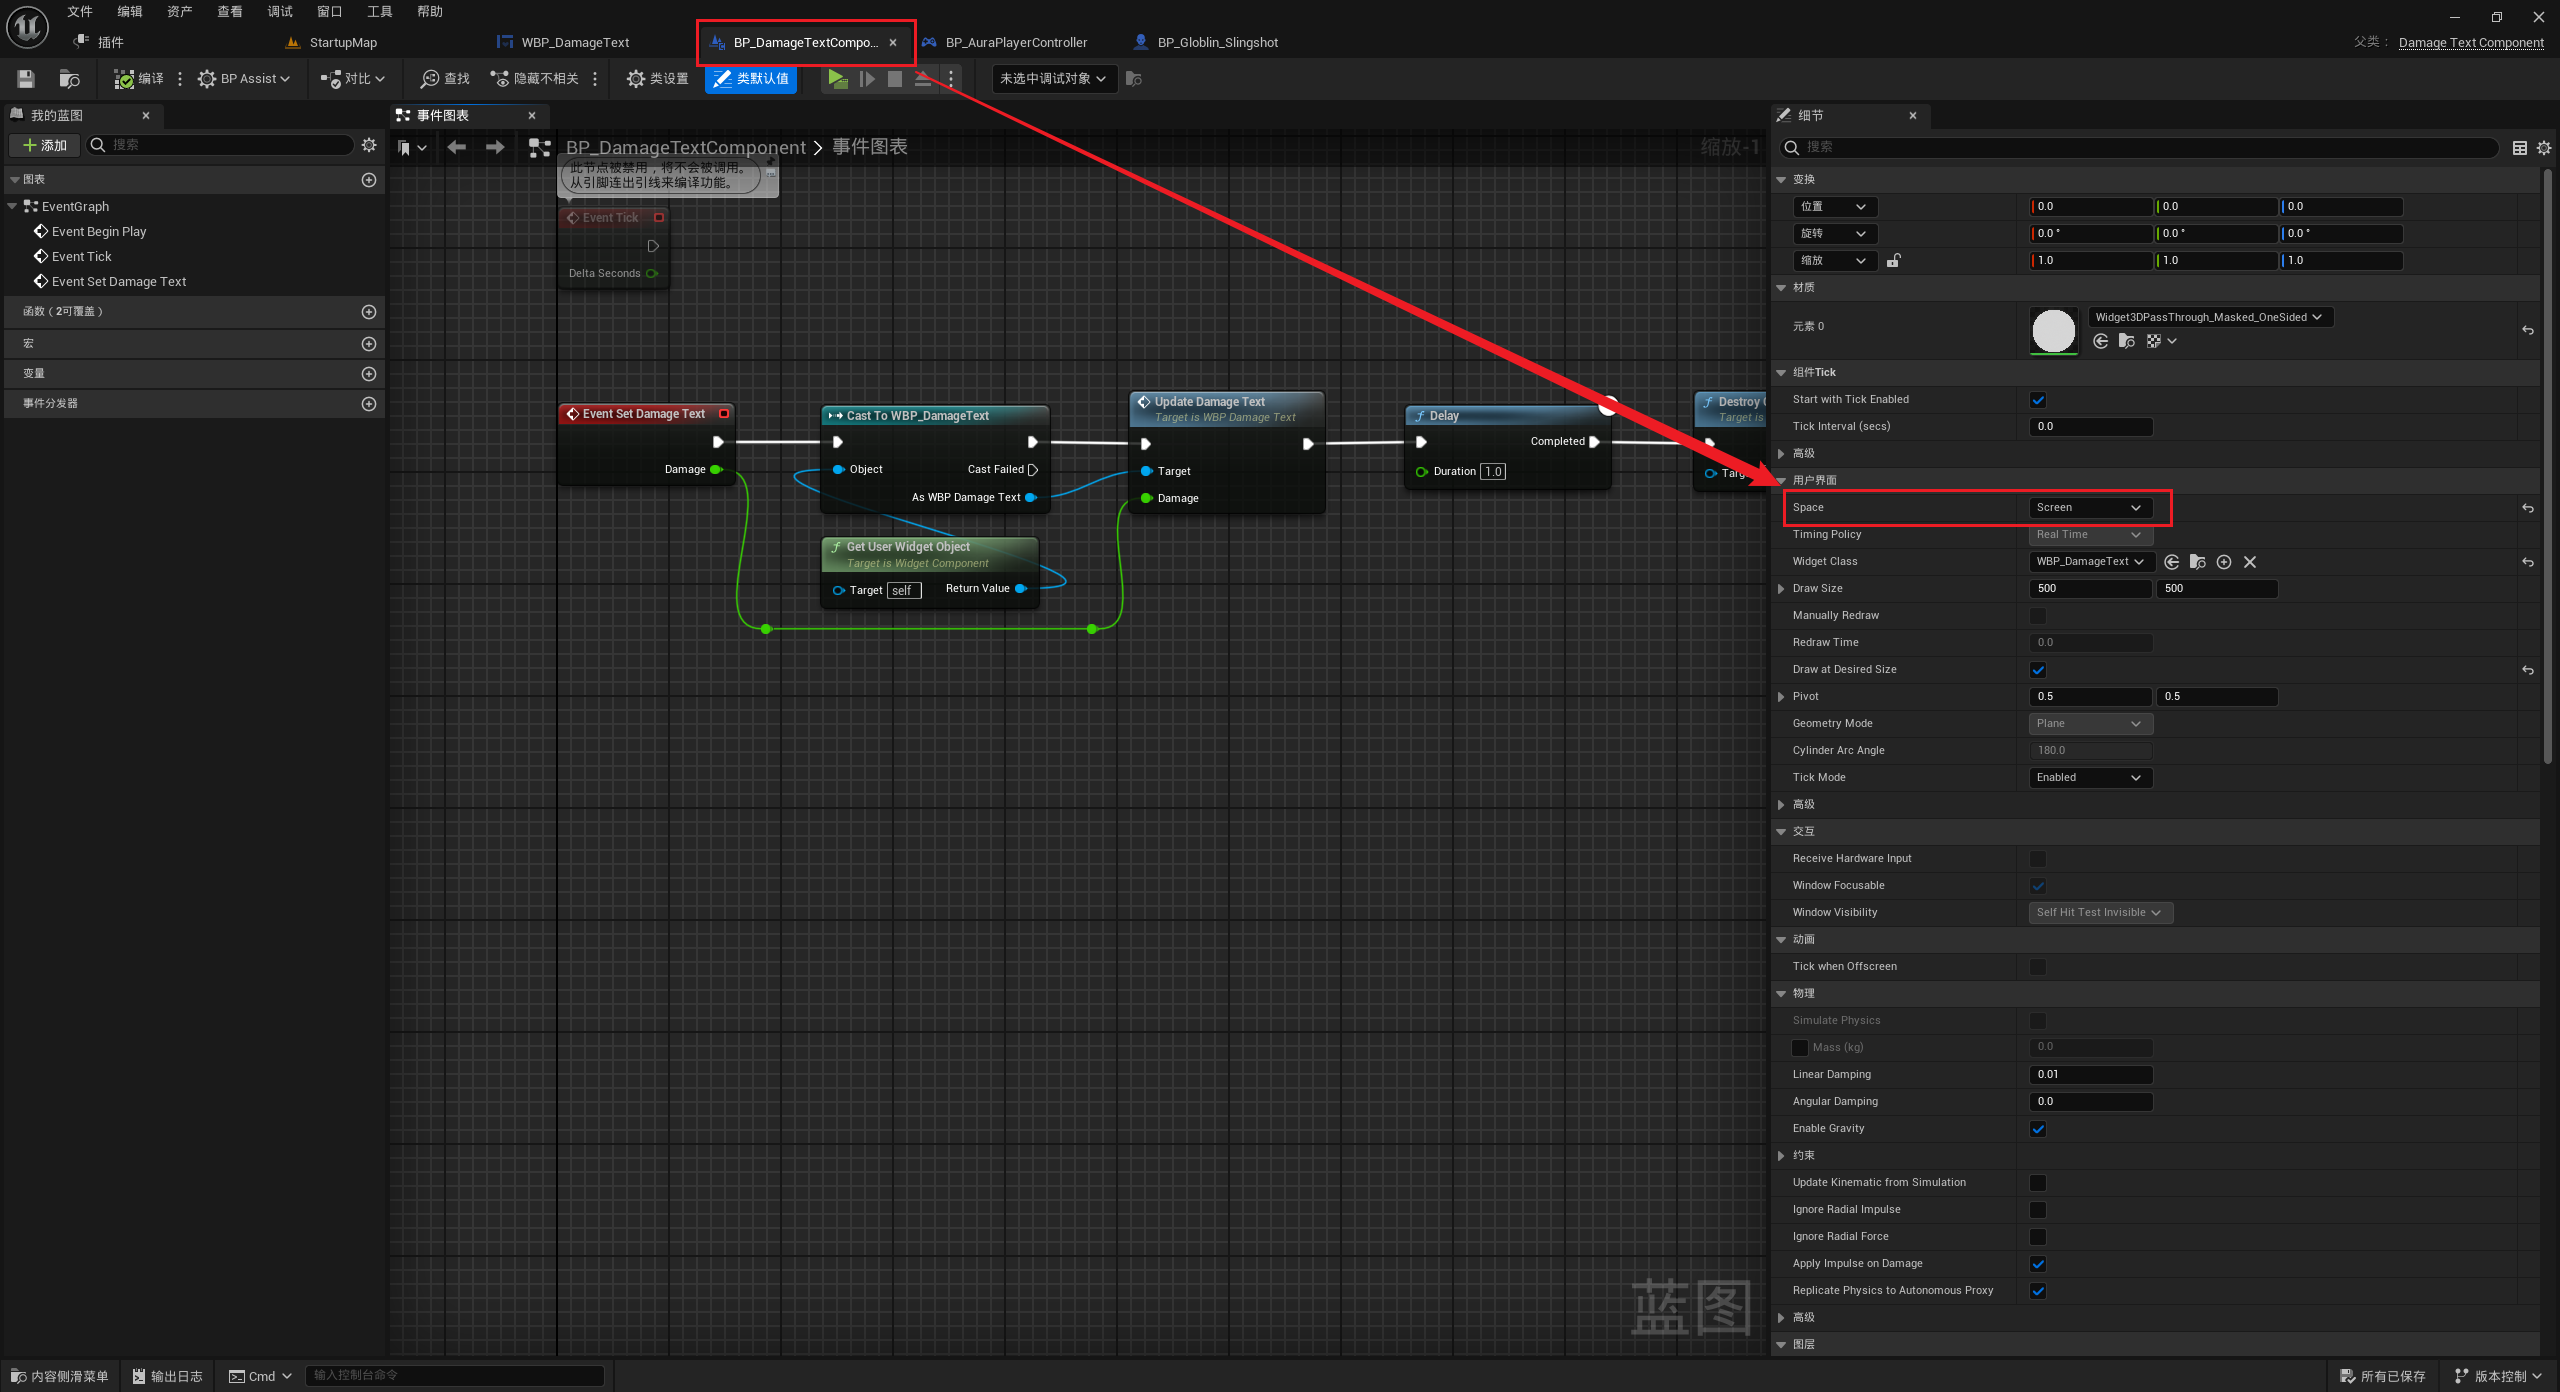 文件 编辑 资产 查看 调试 窗口 工具 帮助
插件 StartupMap WBP_DamageText BP_DamageTextCompo... BP_AuraPlayerController BP_Globlin_Slingshot 父类： Damage Text Component
编译 BP Assist 对比 查找 隐藏不相关 类设置 类默认值 未选中调试对象
我的蓝图
添加 搜索
图表
EventGraph
Event Begin Play
Event Tick
Event Set Damage Text
函数（2可覆盖）
宏
变量
事件分发器
事件图表
BP_DamageTextComponent > 事件图表 缩放-1
此节点被禁用，将不会被调用。
从引脚连出引线来编译功能。
Event Tick
Delta Seconds
Event Set Damage Text
Damage
Cast To WBP_DamageText
Object Cast Failed
As WBP Damage Text
Get User Widget Object
Target is Widget Component
Target self Return Value
Update Damage Text
Target is WBP Damage Text
Target
Damage
Delay
Completed
Duration 1.0
Destroy
Target is
蓝图
细节
搜索
变换
位置 0.0 0.0 0.0
旋转 0.0 ° 0.0 ° 0.0 °
缩放 1.0 1.0 1.0
材质
元素 0 Widget3DPassThrough_Masked_OneSided
组件Tick
Start with Tick Enabled
Tick Interval (secs) 0.0
高级
用户界面
Space Screen
Timing Policy Real Time
Widget Class WBP_DamageText
Draw Size 500 500
Manually Redraw
Redraw Time 0.0
Draw at Desired Size
Pivot 0.5 0.5
Geometry Mode Plane
Cylinder Arc Angle 180.0
Tick Mode Enabled
高级
交互
Receive Hardware Input
Window Focusable
Window Visibility Self Hit Test Invisible
动画
Tick when Offscreen
物理
Simulate Physics
Mass (kg) 0.0
Linear Damping 0.01
Angular Damping 0.0
Enable Gravity
约束
Update Kinematic from Simulation
Ignore Radial Impulse
Ignore Radial Force
Apply Impulse on Damage
Replicate Physics to Autonomous Proxy
高级
图层
内容侧滑菜单 输出日志 Cmd 输入控制台命令 所有已保存 版本控制